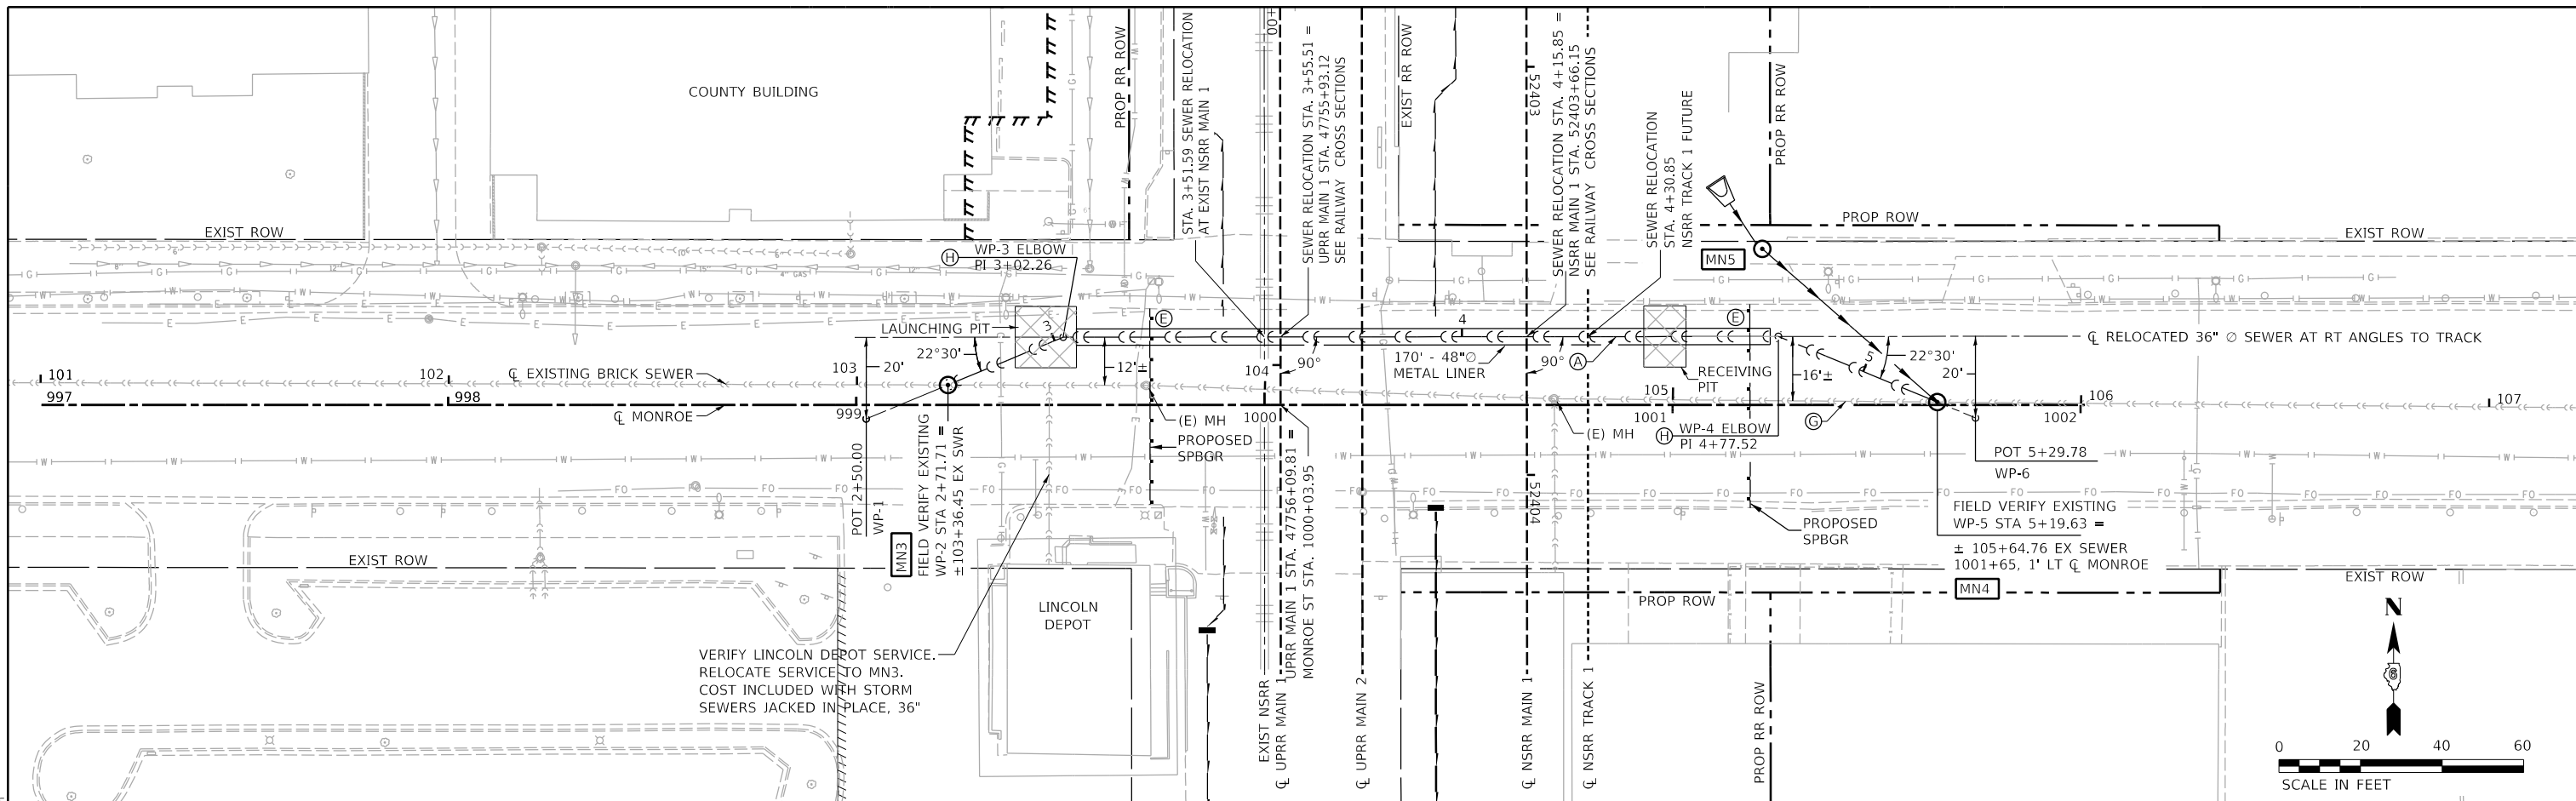 COUNTY BUILDING
PROP RR ROW
STA. 3+51.59 SEWER RELOCATION
AT EXIST NSRR MAIN 1
+00
SEWER RELOCATION STA. 3+55.51 =
UPRR MAIN 1 STA. 47755+93.12
SEE RAILWAY CROSS SECTIONS
EXIST RR ROW
52403
SEWER RELOCATION STA. 4+15.85 =
NSRR MAIN 1 STA. 52403+66.15
SEE RAILWAY CROSS SECTIONS
SEWER RELOCATION
STA. 4+30.85
NSRR TRACK 1 FUTURE
PROP RR ROW
PROP ROW
EXIST ROW
EXIST ROW
MN5
H
WP-3 ELBOW
PI 3+02.26
4" GAS
LAUNCHING PIT
3
E
4
E
22°30'
20'
12'±
90°
170' - 48"Ø
METAL LINER
90°
A
RECEIVING
PIT
16'±
5
22°30'
20'
℄ RELOCATED 36" Ø SEWER AT RT ANGLES TO TRACK
101
102
103
104
105
106
107
℄ EXISTING BRICK SEWER
997
998
999
1000
1001
1002
℄ MONROE
(E) MH
PROPOSED
SPBGR
(E) MH
H
WP-4 ELBOW
PI 4+77.52
G
POT 5+29.78
WP-6
POT 2+50.00
WP-1
MN3
FIELD VERIFY EXISTING
WP-2 STA 2+71.71 =
±103+36.45 EX SWR
52404
PROPOSED
SPBGR
FIELD VERIFY EXISTING
WP-5 STA 5+19.63 =
± 105+64.76 EX SEWER
1001+65, 1' LT ℄ MONROE
MN4
EXIST ROW
EXIST ROW
PROP ROW
LINCOLN
DEPOT
VERIFY LINCOLN DEPOT SERVICE.
RELOCATE SERVICE TO MN3.
COST INCLUDED WITH STORM
SEWERS JACKED IN PLACE, 36"
EXIST NSRR
℄ UPRR MAIN 1
UPRR MAIN 1 STA. 47756+09.81 =
MONROE ST STA. 1000+03.95
℄ UPRR MAIN 2
℄ NSRR MAIN 1
℄ NSRR TRACK 1
PROP RR ROW
N
0 20 40 60
SCALE IN FEET